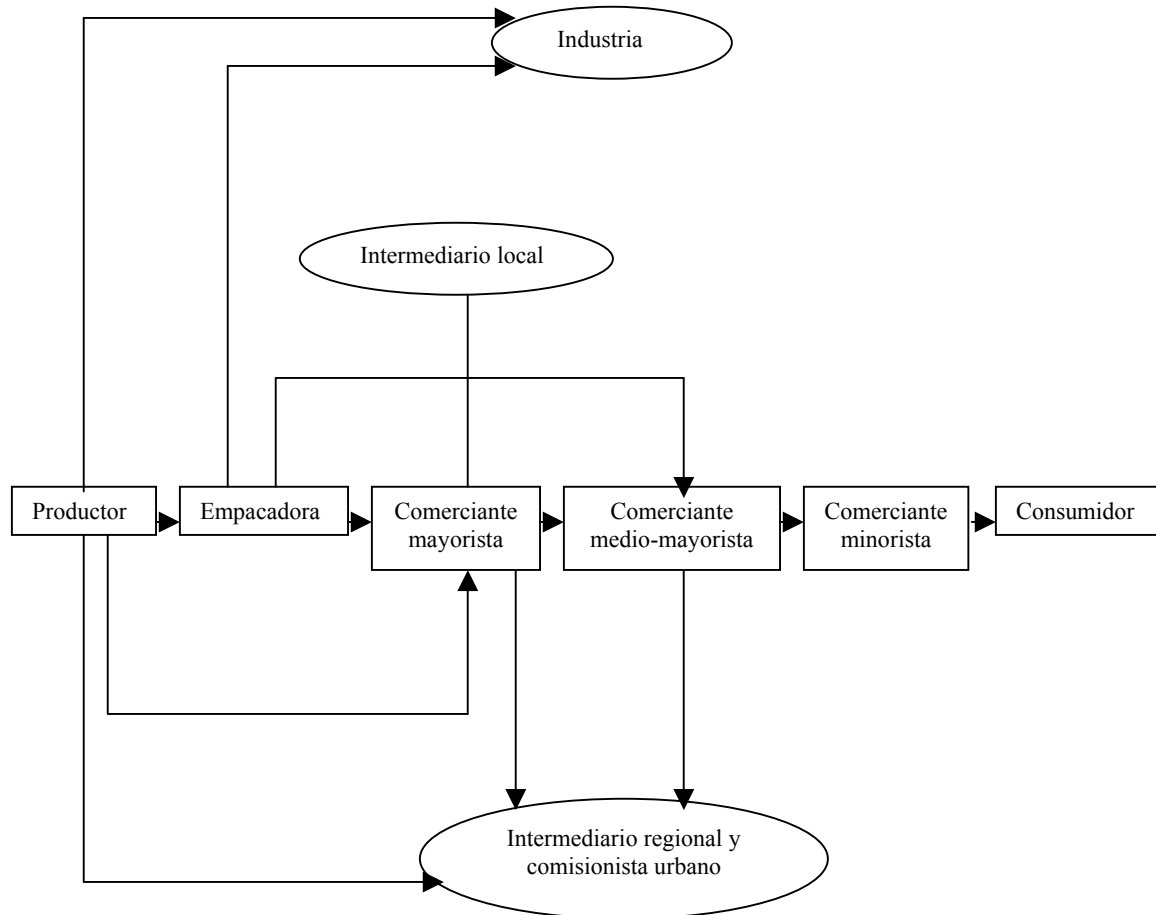 Industria
Intermediario local
Productor
Empacadora
Comerciante
mayorista
Comerciante
medio-mayorista
Comerciante
minorista
Consumidor
Intermediario regional y
comisionista urbano